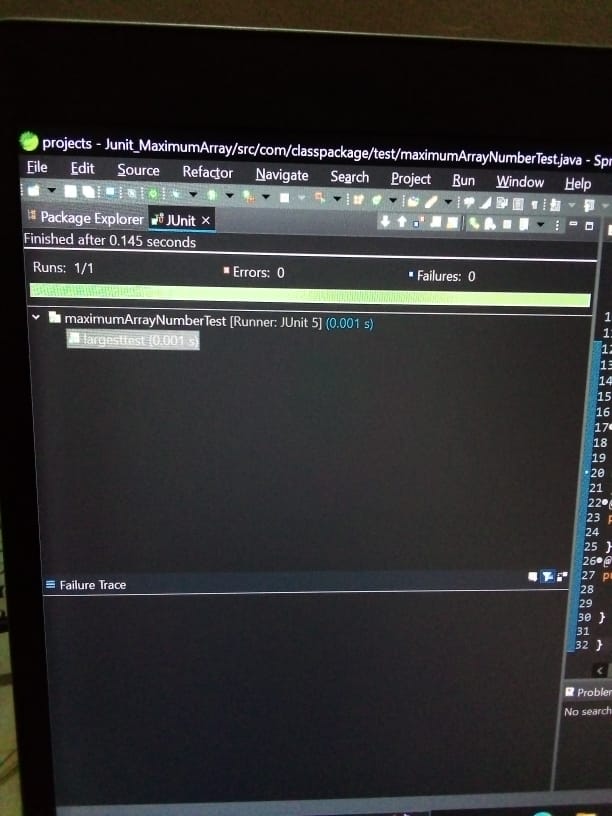 projects - Junit_MaximumArray/src/com/classpackage/test/maximumArrayNumberTest.java - Spr
File Edit Source Refactor Navigate Search Project Run Window Help
Package Explorer JUnit ×
Finished after 0.145 seconds
Runs: 1/1 Errors: 0 Failures: 0
maximumArrayNumberTest [Runner: JUnit 5] (0.001 s)
largesttest (0.001 s)
12
13
14
15
16
17
18
19
20
21
22 @
23 p
24
25 }
26 @
27 pu
28
29
30 }
31
32 }
Failure Trace
Problem
No search